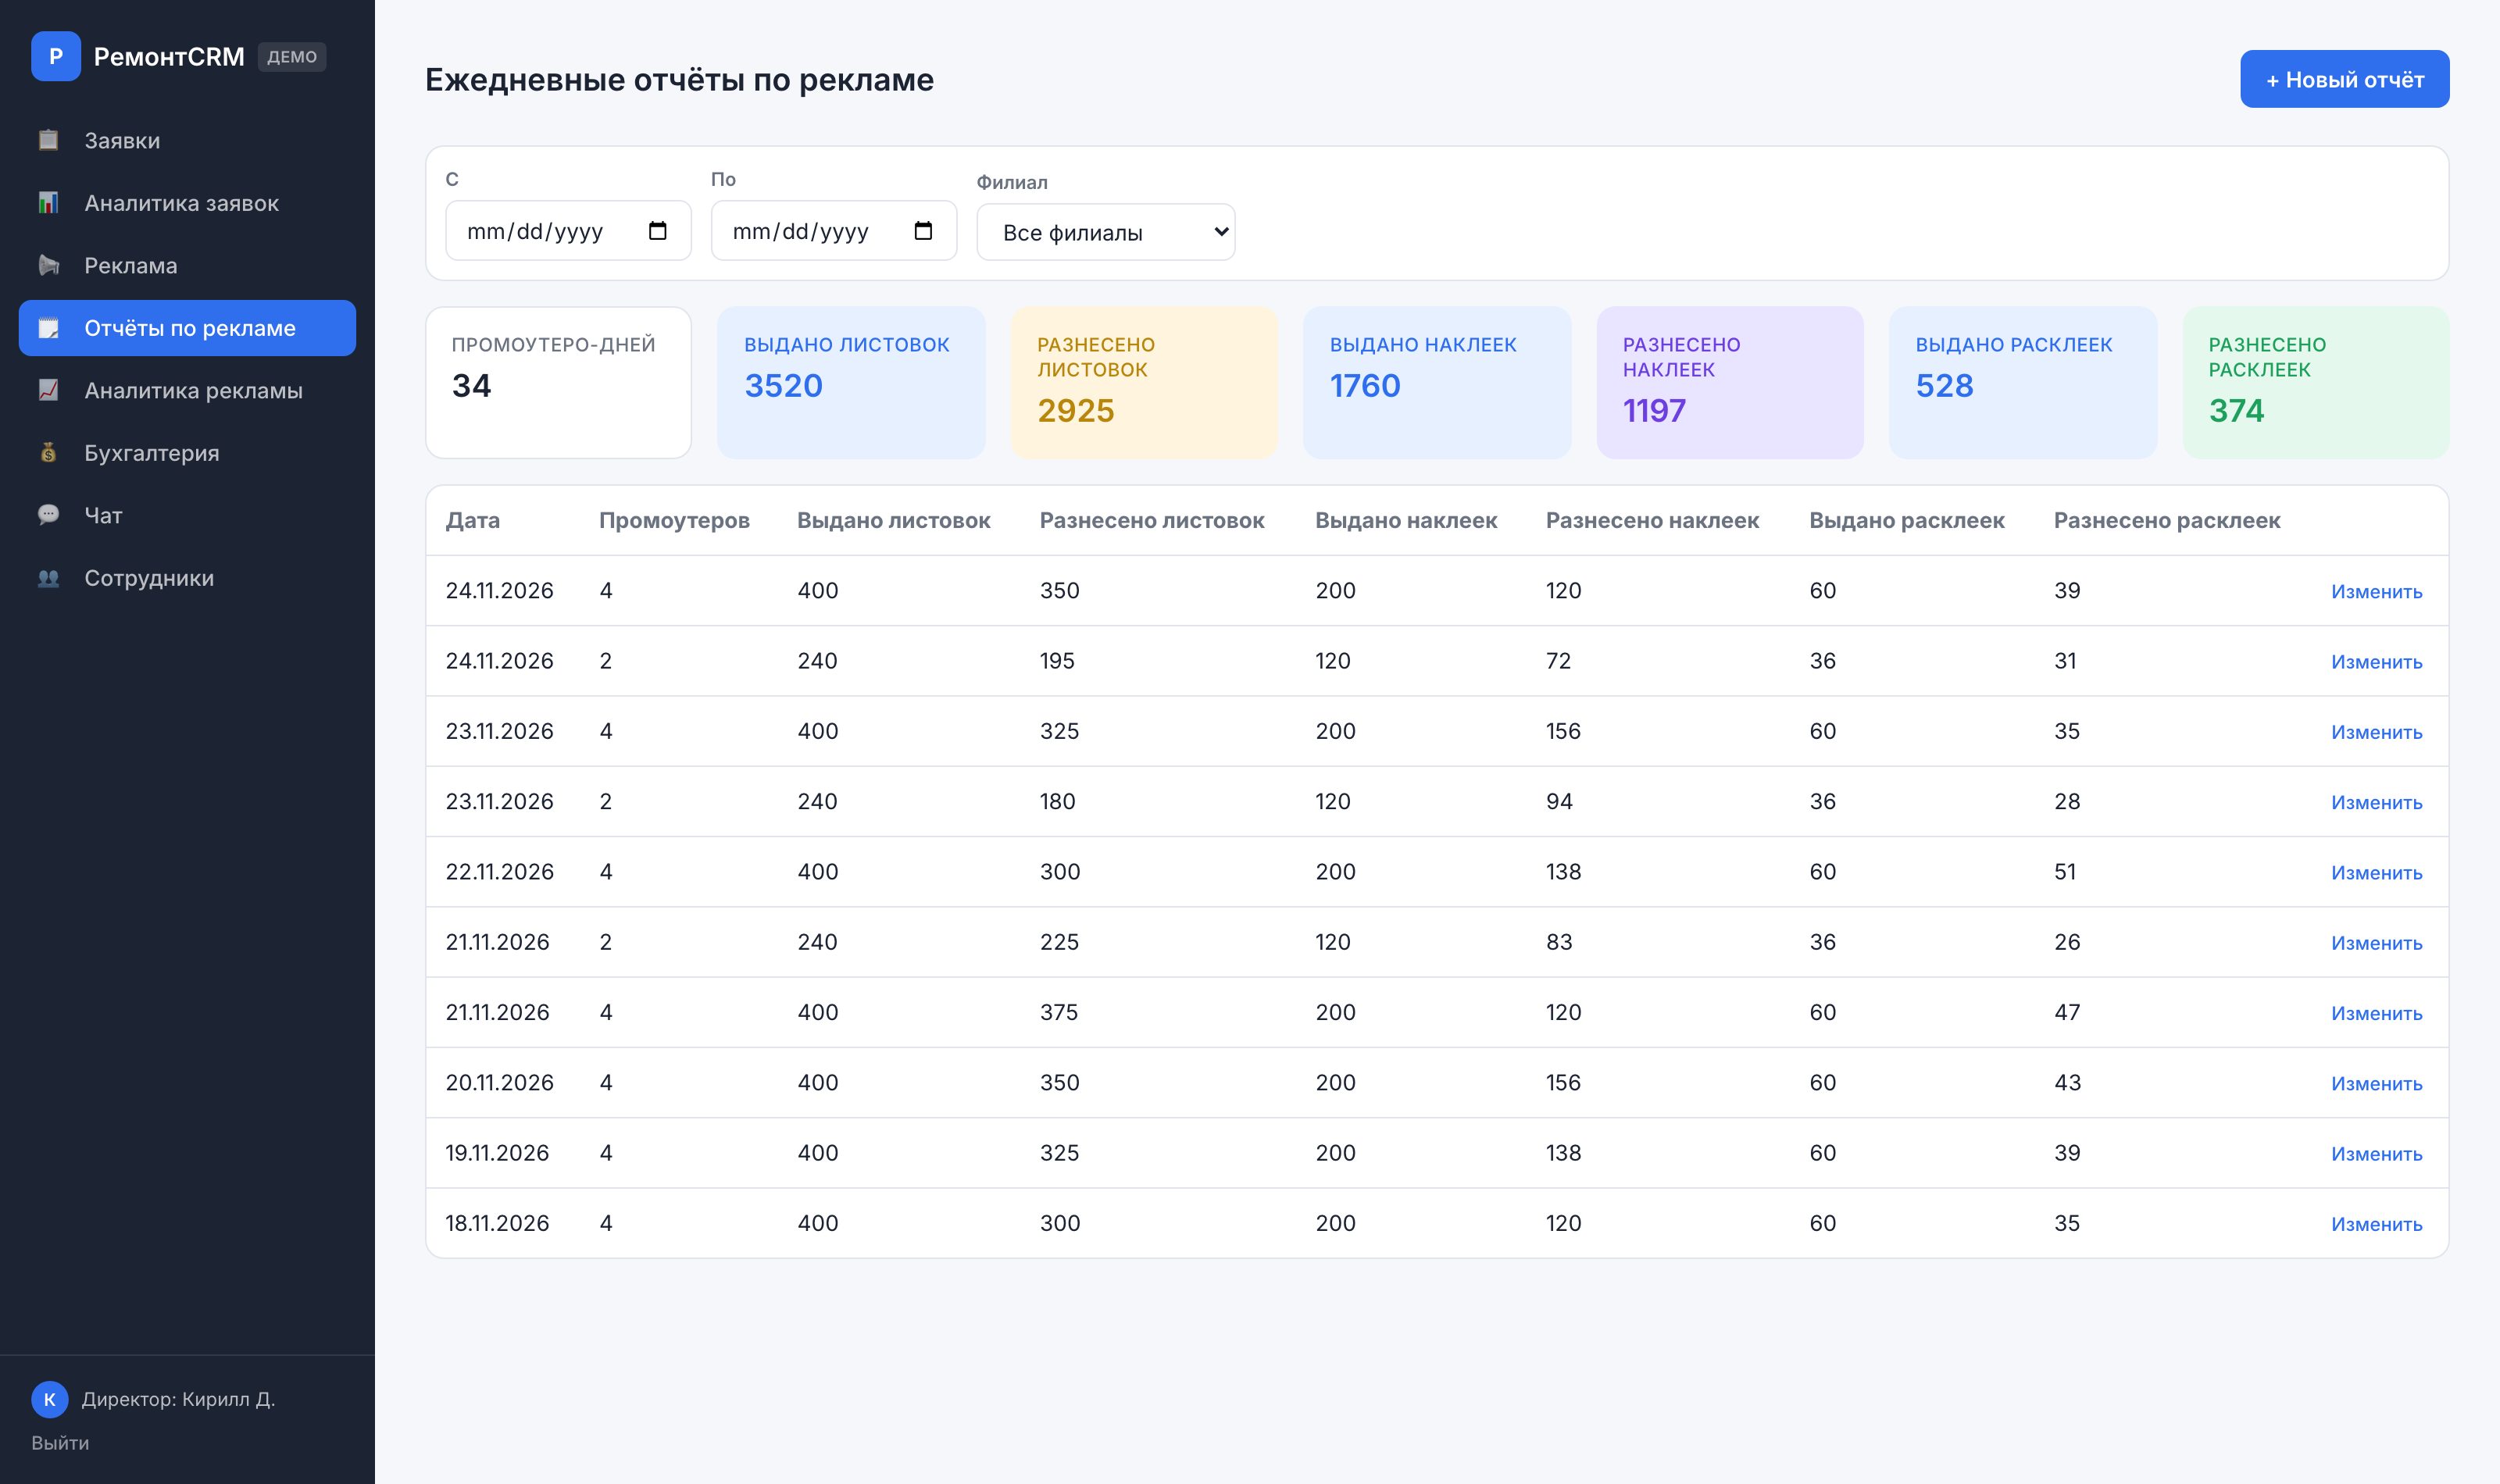 Р РемонтCRM ДЕМО
Заявки
Аналитика заявок
Реклама
Отчёты по рекламе
Аналитика рекламы
Бухгалтерия
Чат
Сотрудники
К Директор: Кирилл Д.
Выйти
Ежедневные отчёты по рекламе
+ Новый отчёт
С По Филиал
mm/dd/yyyy mm/dd/yyyy Все филиалы
ПРОМОУТЕРО-ДНЕЙ
34
ВЫДАНО ЛИСТОВОК
3520
РАЗНЕСЕНО
ЛИСТОВОК
2925
ВЫДАНО НАКЛЕЕК
1760
РАЗНЕСЕНО
НАКЛЕЕК
1197
ВЫДАНО РАСКЛЕЕК
528
РАЗНЕСЕНО
РАСКЛЕЕК
374
Дата Промоутеров Выдано листовок Разнесено листовок Выдано наклеек Разнесено наклеек Выдано расклеек Разнесено расклеек
24.11.2026 4 400 350 200 120 60 39 Изменить
24.11.2026 2 240 195 120 72 36 31 Изменить
23.11.2026 4 400 325 200 156 60 35 Изменить
23.11.2026 2 240 180 120 94 36 28 Изменить
22.11.2026 4 400 300 200 138 60 51 Изменить
21.11.2026 2 240 225 120 83 36 26 Изменить
21.11.2026 4 400 375 200 120 60 47 Изменить
20.11.2026 4 400 350 200 156 60 43 Изменить
19.11.2026 4 400 325 200 138 60 39 Изменить
18.11.2026 4 400 300 200 120 60 35 Изменить